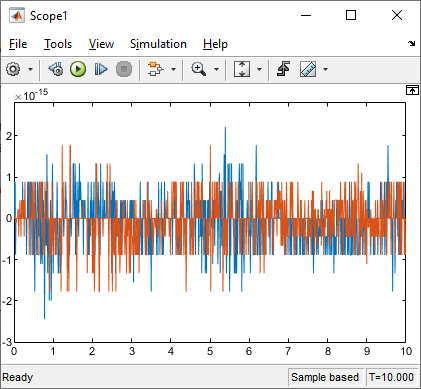 Scope1
File Tools View Simulation Help
×10-15
2
1
0
-1
-2
-3
0 1 2 3 4 5 6 7 8 9 10
Ready Sample based T=10.000